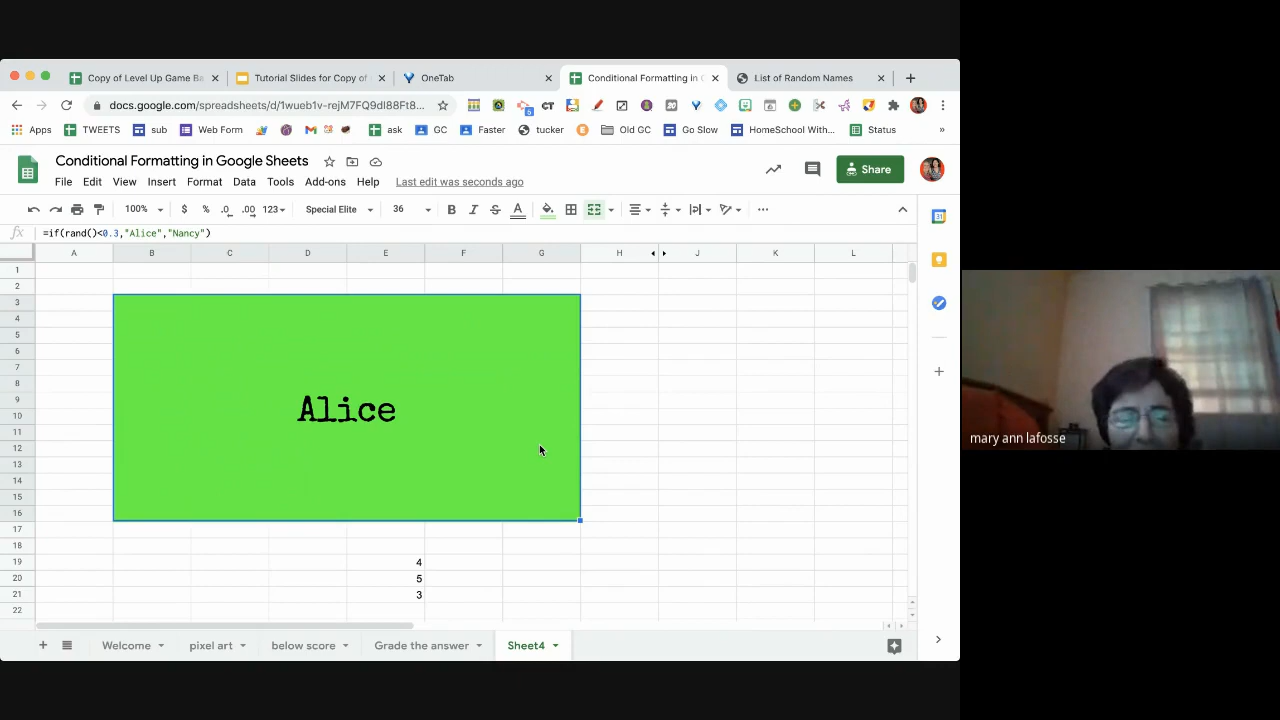 Copy of Level Up Game Ba
Tutorial Slides for Copy of
OneTab
Conditional Formatting in G
List of Random Names
docs.google.com/spreadsheets/d/1wueb1v-rejM7FQ9dI88Ft8...
Apps
TWEETS
sub
Web Form
ask
GC
Faster
tucker
Old GC
Go Slow
HomeSchool With...
Status
»
Conditional Formatting in Google Sheets
File Edit View Insert Format Data Tools Add-ons Help Last edit was seconds ago
Share
100% $ % .0 .00 123 Special Elite 36 B I S A
fx =if(rand()<0.3,"Alice","Nancy")
A B C D E F G H J K L
1
2
3
4
5
6
7
8
9
Alice
10
11
12
13
14
15
16
17
18
19 4
20 5
21 3
22
Welcome pixel art below score Grade the answer Sheet4
mary ann lafosse